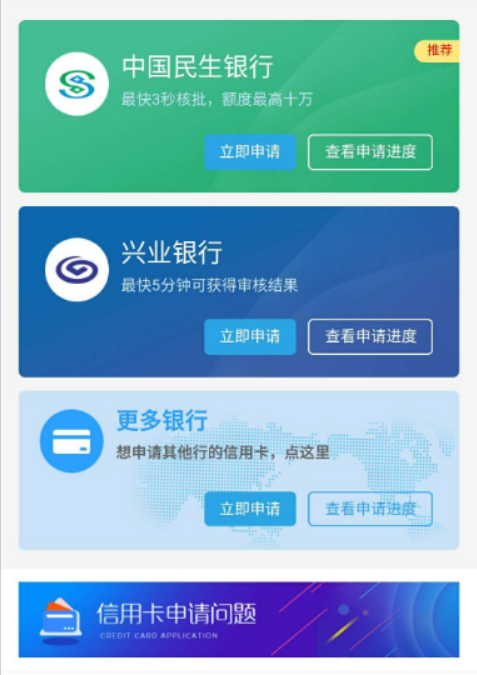 推荐
中国民生银行
最快3秒核批，额度最高十万
立即申请 查看申请进度
兴业银行
最快5分钟可获得审核结果
立即申请 查看申请进度
更多银行
想申请其他行的信用卡，点这里
立即申请 查看申请进度
信用卡申请问题
CREDIT CARD APPLICATION